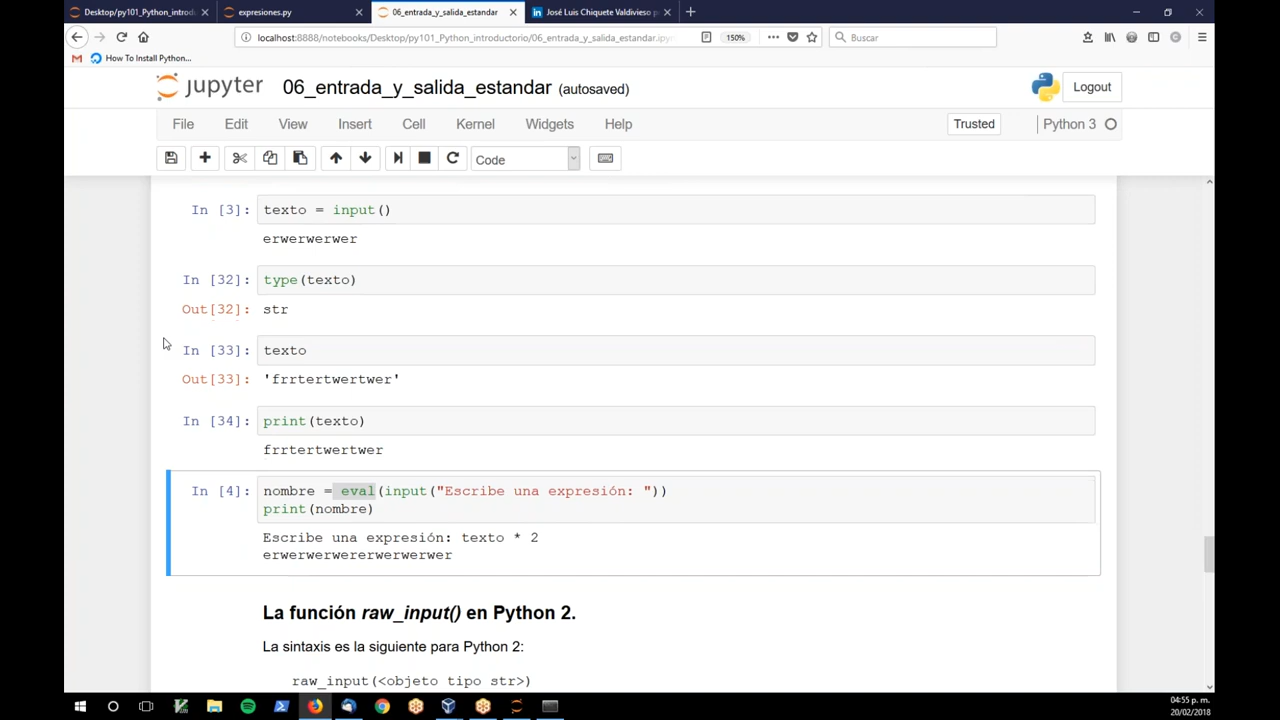 Desktop/py101_Python_introdu
expresiones.py
06_entrada_y_salida_estandar
José Luis Chiquete Valdivieso p
localhost:8888/notebooks/Desktop/py101_Python_introductorio/06_entrada_y_salida_estandar.ipyn
150%
Buscar
How To Install Python...
jupyter 06_entrada_y_salida_estandar (autosaved)
Logout
File Edit View Insert Cell Kernel Widgets Help
Trusted
Python 3
Code
In [3]: texto = input()
erwerwerwer
In [32]: type(texto)
Out[32]: str
In [33]: texto
Out[33]: 'frrtertwertwer'
In [34]: print(texto)
frrtertwertwer
In [4]: nombre = eval(input("Escribe una expresión: "))
print(nombre)
Escribe una expresión: texto * 2
erwerwerwererwerwerwer
La función raw_input() en Python 2.
La sintaxis es la siguiente para Python 2:
raw_input(<objeto tipo str>)
04:55 p. m.
20/02/2018